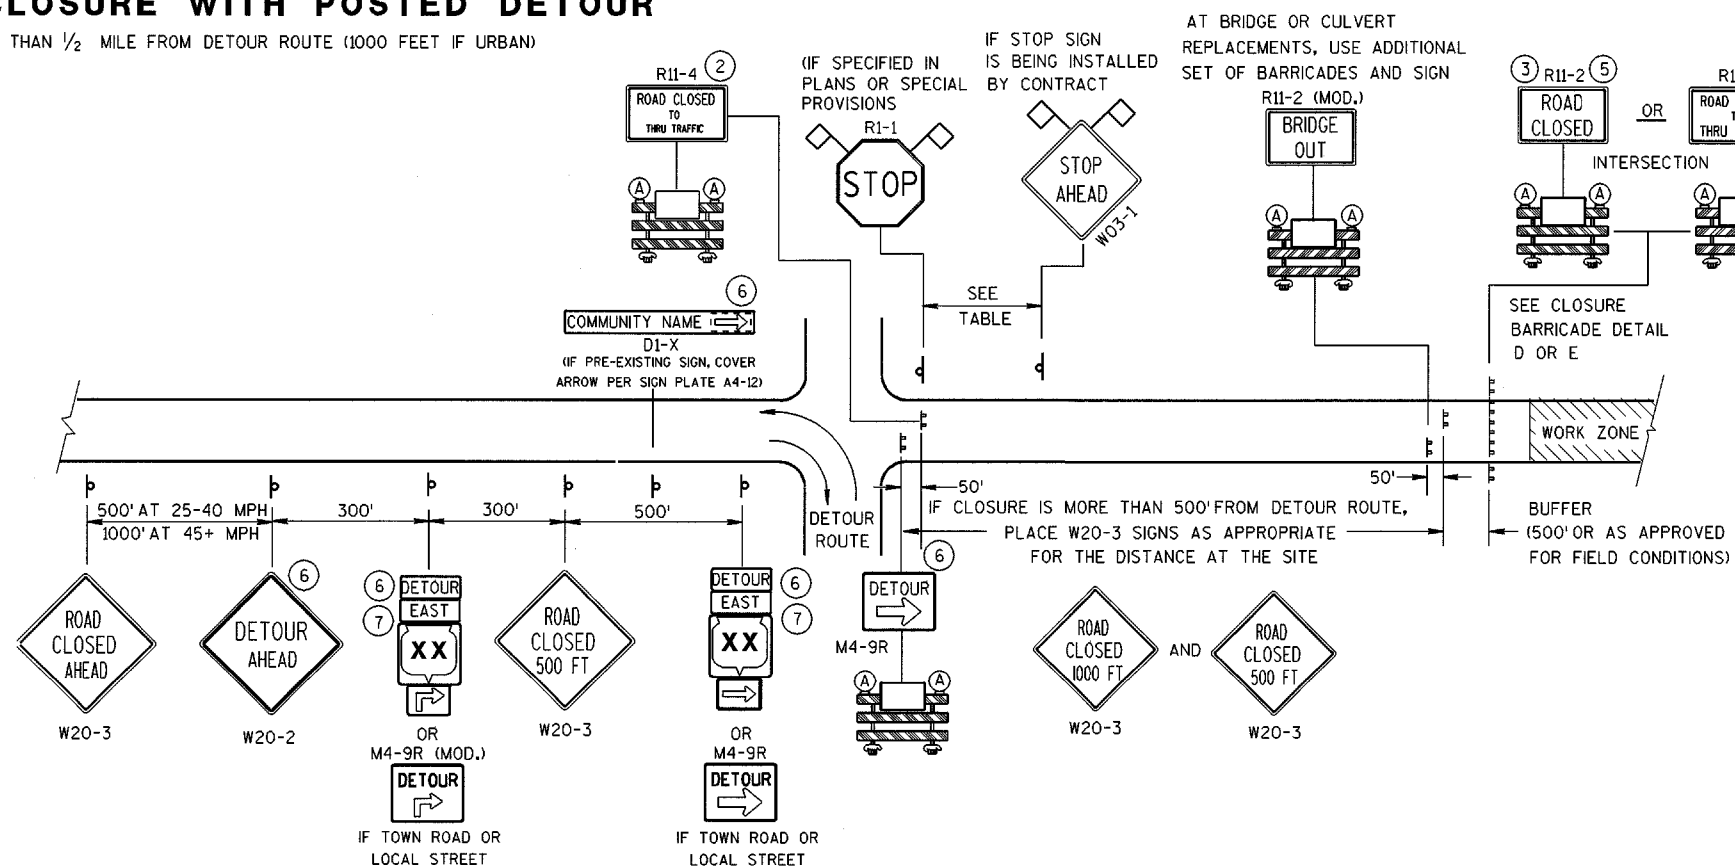 CLOSURE WITH POSTED DETOUR
THAN 1/2 MILE FROM DETOUR ROUTE (1000 FEET IF URBAN)
R11-4 2
ROAD CLOSED
TO
THRU TRAFFIC
A A
(IF SPECIFIED IN
PLANS OR SPECIAL
PROVISIONS
R1-1
STOP
IF STOP SIGN
IS BEING INSTALLED
BY CONTRACT
STOP
AHEAD
WO3-1
AT BRIDGE OR CULVERT
REPLACEMENTS, USE ADDITIONAL
SET OF BARRICADES AND SIGN
R11-2 (MOD.)
BRIDGE
OUT
A A
3 R11-2 5
ROAD
CLOSED
OR
R1
ROAD
T
THRU
INTERSECTION
A A A
SEE CLOSURE
BARRICADE DETAIL
D OR E
SEE
TABLE
6
COMMUNITY NAME
D1-X
(IF PRE-EXISTING SIGN, COVER
ARROW PER SIGN PLATE A4-12)
WORK ZONE
500' AT 25-40 MPH
1000' AT 45+ MPH
300'
300'
500'
DETOUR
ROUTE
50'
IF CLOSURE IS MORE THAN 500' FROM DETOUR ROUTE,
PLACE W20-3 SIGNS AS APPROPRIATE
FOR THE DISTANCE AT THE SITE
50'
BUFFER
(500' OR AS APPROVED
FOR FIELD CONDITIONS)
ROAD
CLOSED
AHEAD
W20-3
6
DETOUR
AHEAD
W20-2
6 DETOUR
7 EAST
XX
OR
M4-9R (MOD.)
DETOUR
IF TOWN ROAD OR
LOCAL STREET
ROAD
CLOSED
500 FT
W20-3
DETOUR 6
EAST 7
XX
OR
M4-9R
DETOUR
IF TOWN ROAD OR
LOCAL STREET
6
DETOUR
M4-9R
A A
ROAD
CLOSED
1000 FT
W20-3
AND
ROAD
CLOSED
500 FT
W20-3